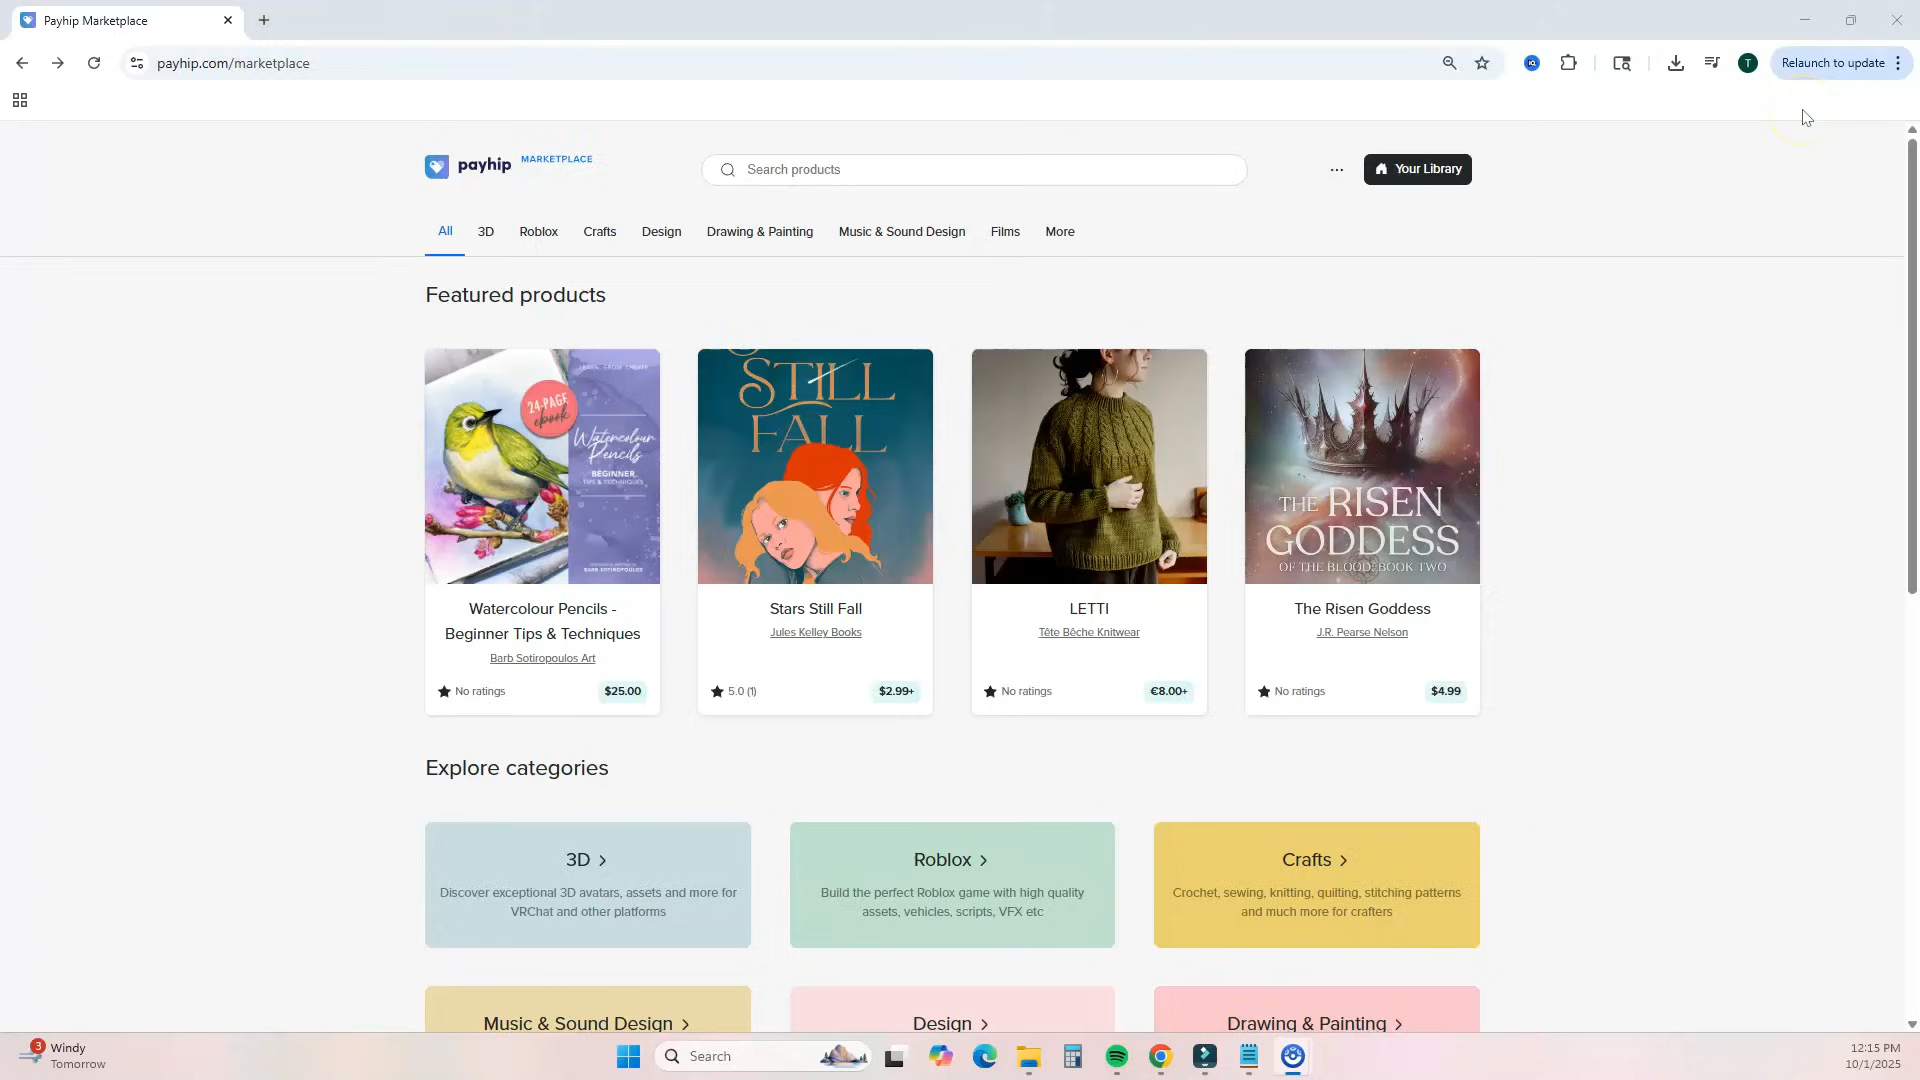 Payhip Marketplace
payhip.com/marketplace
Relaunch to update
T
payhip MARKETPLACE
Search products
Your Library
All 3D Roblox Crafts Design Drawing & Painting Music & Sound Design Films More
Featured products
LEARN. GROW. CREATE
24-PAGE
ebook
Watercolour
Pencils
BEGINNER
TIPS & TECHNIQUES
BARB SOTIROPOULOS
STILL
FALL
THE RISEN
GODDESS
OF THE BLOOD: BOOK TWO
Watercolour Pencils -
Beginner Tips & Techniques
Barb Sotiropoulos Art
No ratings $25.00
Stars Still Fall
Jules Kelley Books
5.0 (1) $2.99+
LETTI
Tête Bêche Knitwear
No ratings €8.00+
The Risen Goddess
J.R. Pearse Nelson
No ratings $4.99
Explore categories
3D >
Discover exceptional 3D avatars, assets and more for
VRChat and other platforms
Roblox >
Build the perfect Roblox game with high quality
assets, vehicles, scripts, VFX etc
Crafts >
Crochet, sewing, knitting, quilting, stitching patterns
and much more for crafters
Music & Sound Design >
Design >
Drawing & Painting >
3
Windy
Tomorrow
Search
12:15 PM
10/1/2025